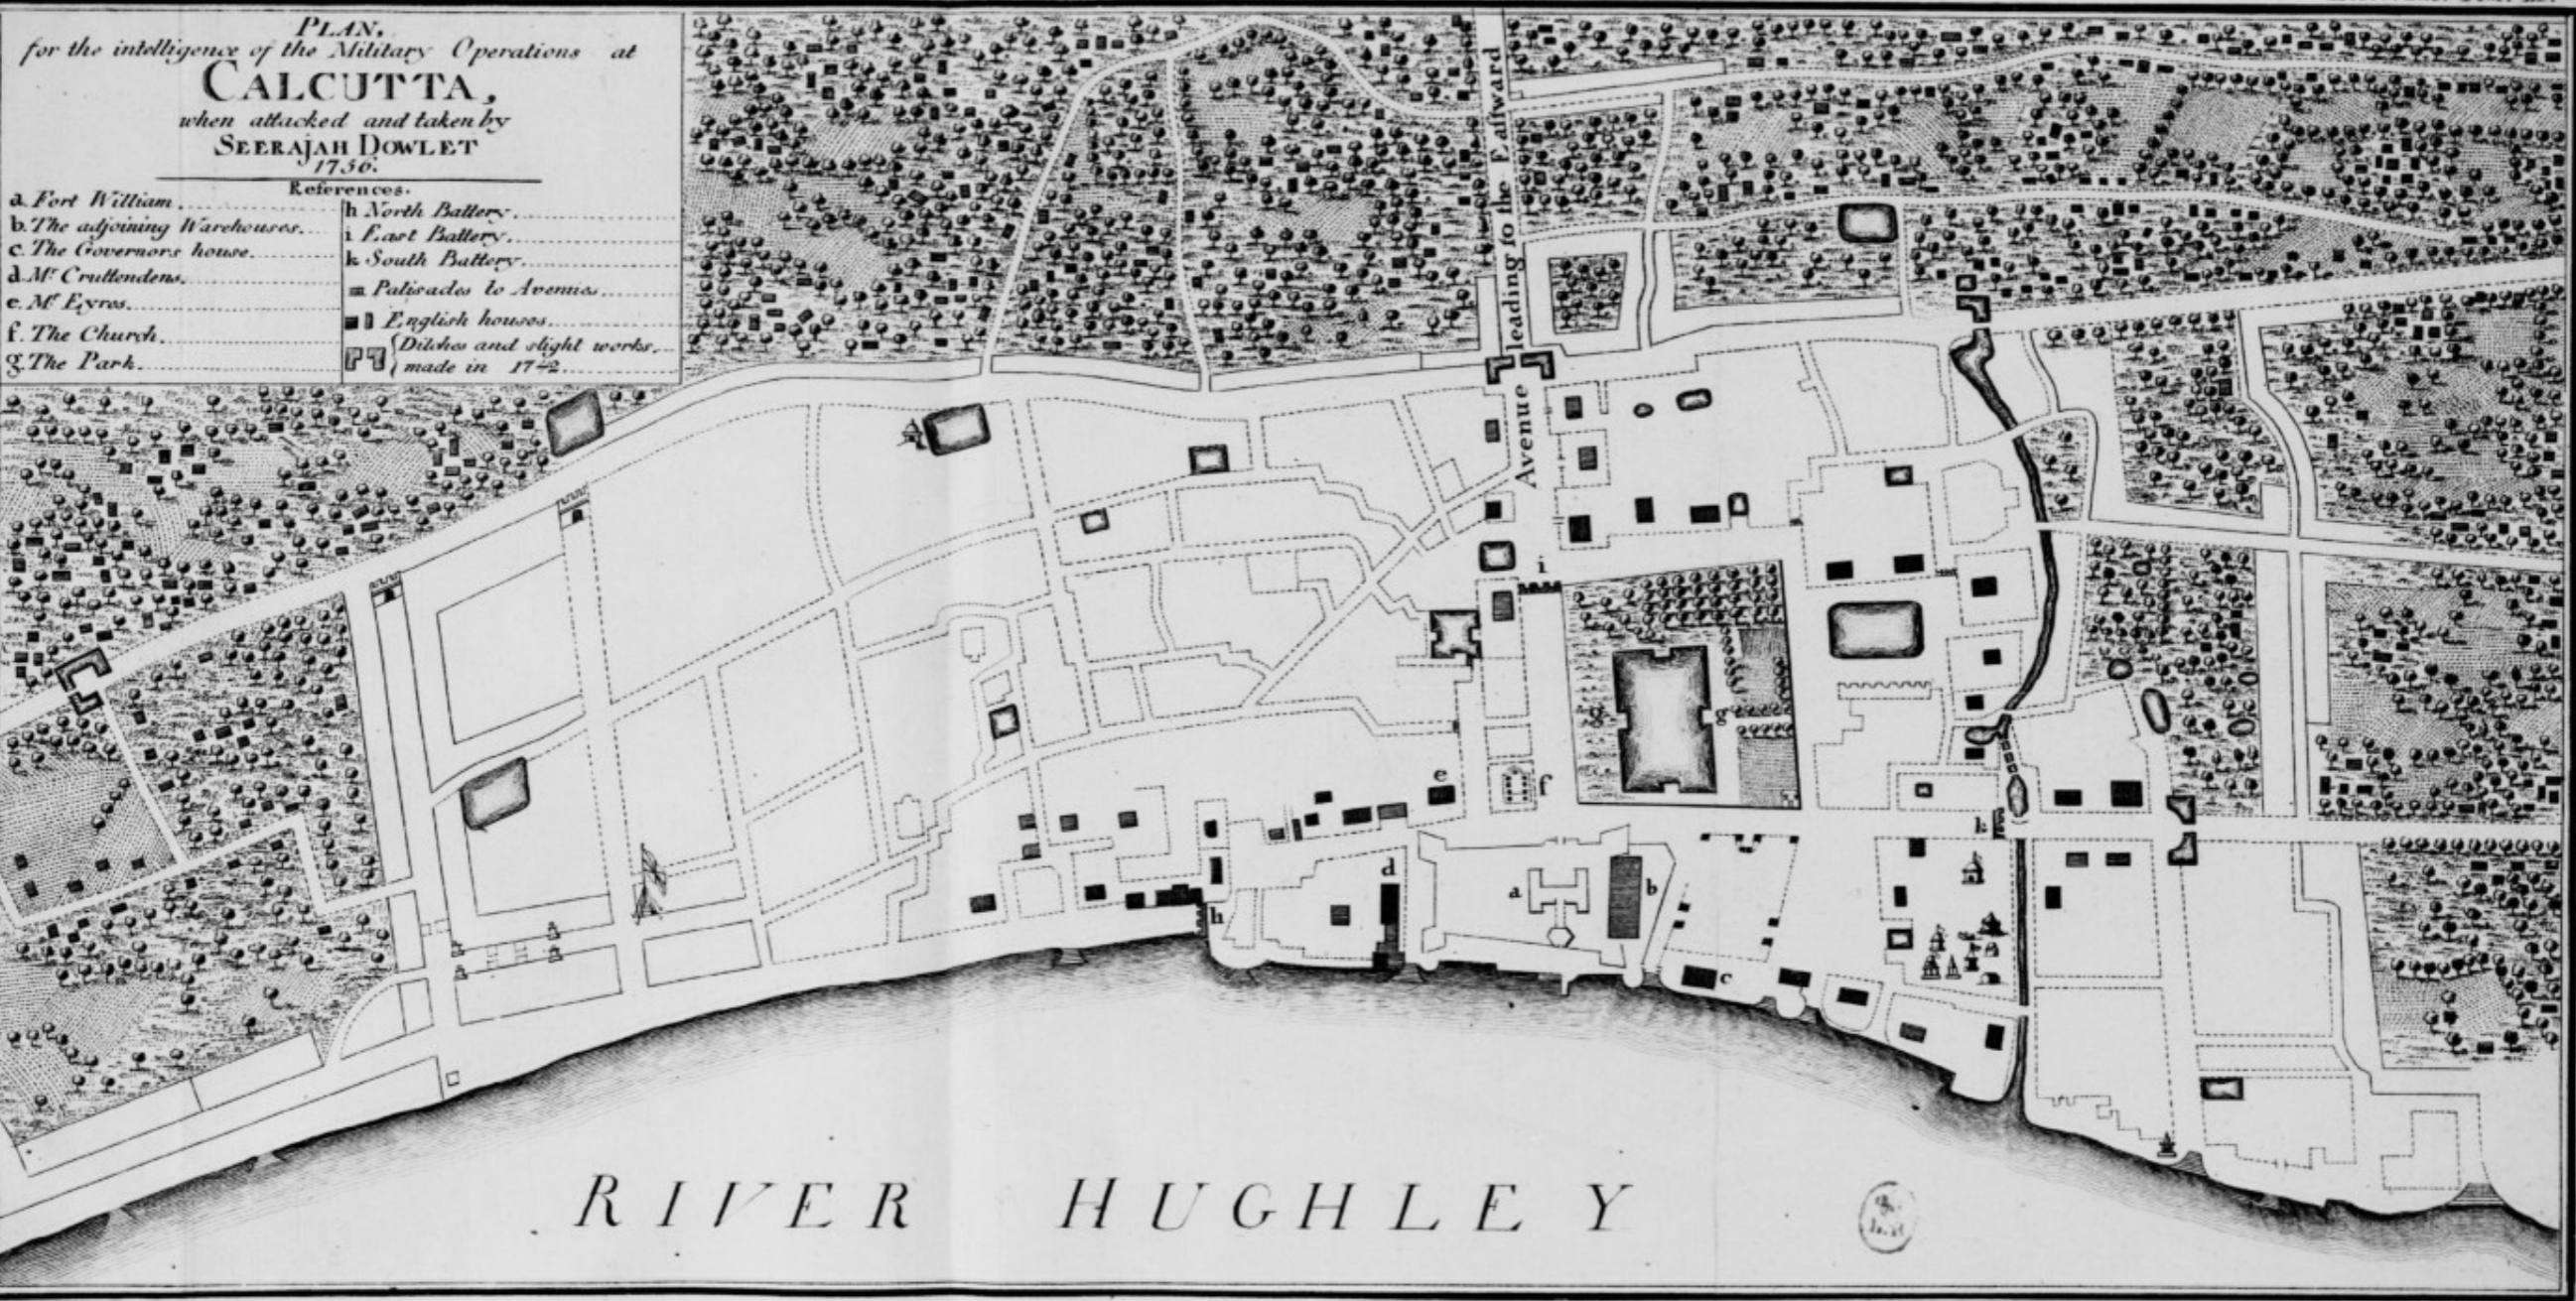 PLAN,
for the intelligence of the Military Operations at
CALCUTTA,
when attacked and taken by
SEERAJAH DOWLET
1756.
References.
a. Fort William.
b. The adjoining Warehouses.
c. The Governors house.
d. Mr Cruttendens.
e. Mr Eyres.
f. The Church.
g. The Park.
h North Battery.
i East Battery.
k South Battery.
Palisades to Avenues.
English houses.
Ditches and slight works
made in 1742.
Avenue leading to the Eastward
i
g
g
e
f
k
d
a
b
h
c
RIVER HUGHLEY